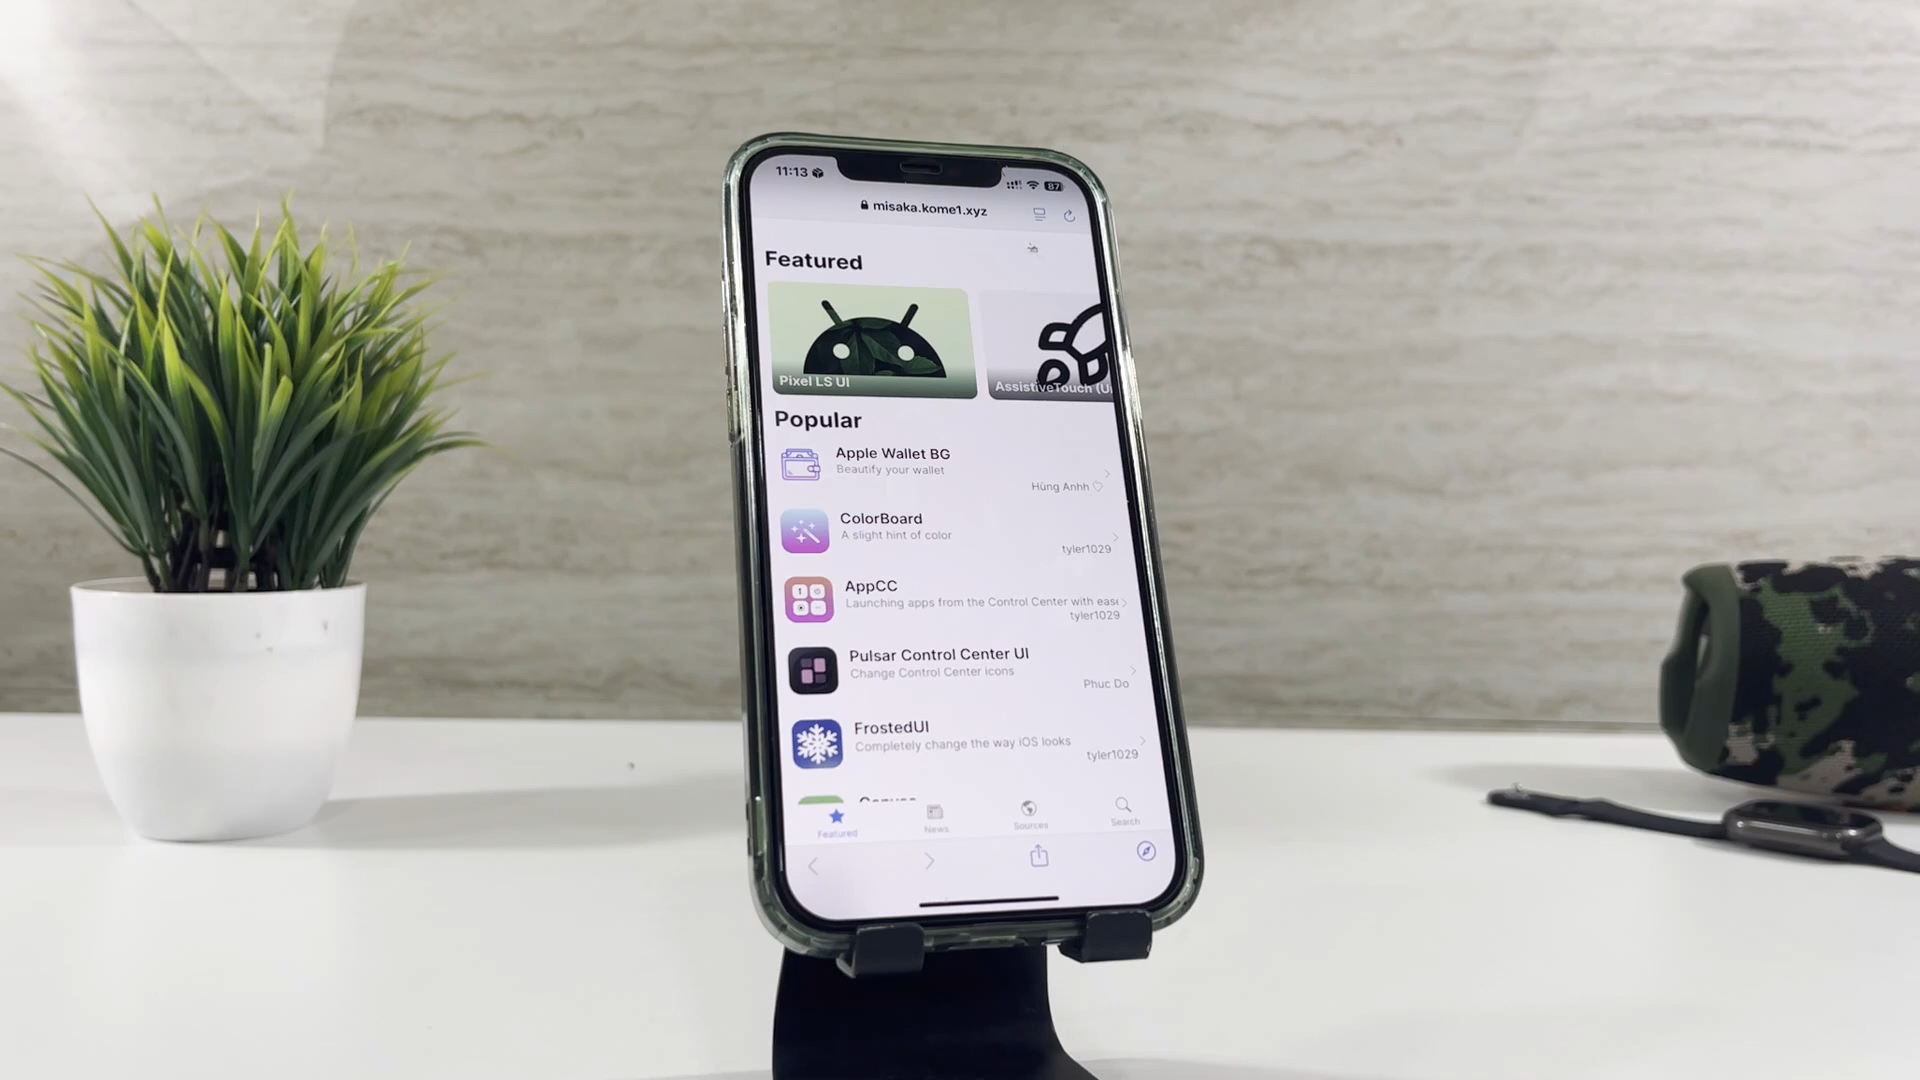 11:13
87
misaka.kome1.xyz
Featured
Pixel LS UI
AssistiveTouch (U
Popular
Apple Wallet BG
Beautify your wallet
Hùng Anhh ♡
ColorBoard
A slight hint of color
tyler1029
AppCC
Launching apps from the Control Center with eas
tyler1029
Pulsar Control Center UI
Change Control Center icons
Phuc Do
FrostedUI
Completely change the way iOS looks
tyler1029
Featured
News
Sources
Search